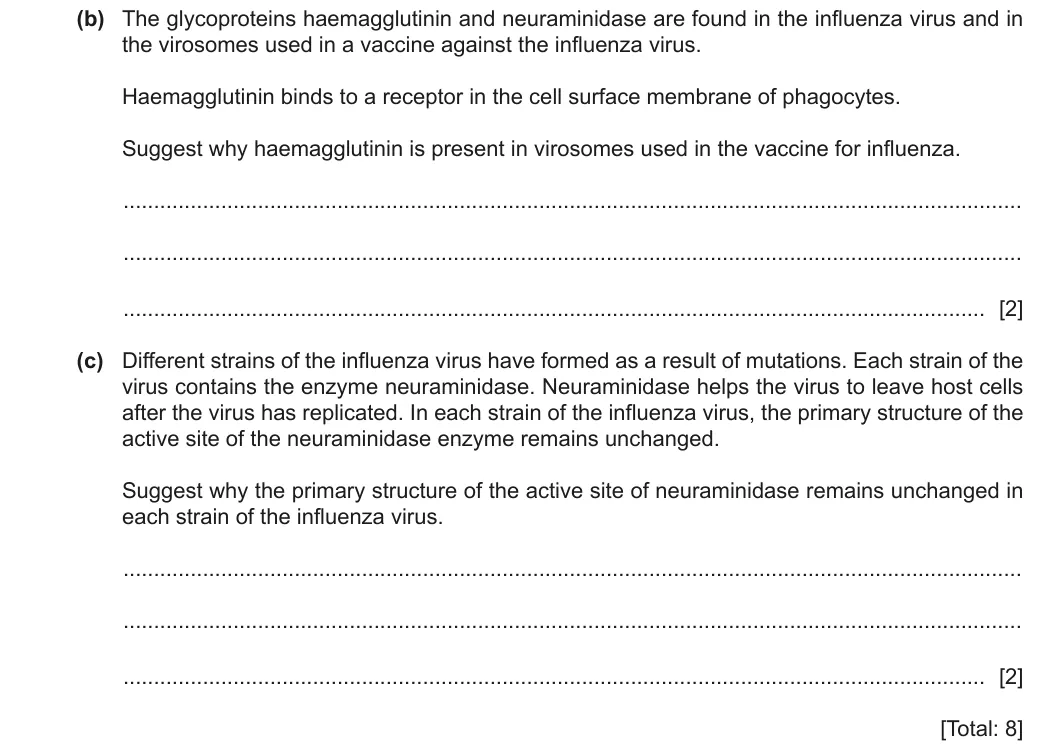 (b) The glycoproteins haemagglutinin and neuraminidase are found in the influenza virus and in
the virosomes used in a vaccine against the influenza virus.
Haemagglutinin binds to a receptor in the cell surface membrane of phagocytes.
Suggest why haemagglutinin is present in virosomes used in the vaccine for influenza.
....................................................................................................................................................
....................................................................................................................................................
.............................................................................................................................................. [2]
(c) Different strains of the influenza virus have formed as a result of mutations. Each strain of the
virus contains the enzyme neuraminidase. Neuraminidase helps the virus to leave host cells
after the virus has replicated. In each strain of the influenza virus, the primary structure of the
active site of the neuraminidase enzyme remains unchanged.
Suggest why the primary structure of the active site of neuraminidase remains unchanged in
each strain of the influenza virus.
....................................................................................................................................................
....................................................................................................................................................
.............................................................................................................................................. [2]
[Total: 8]